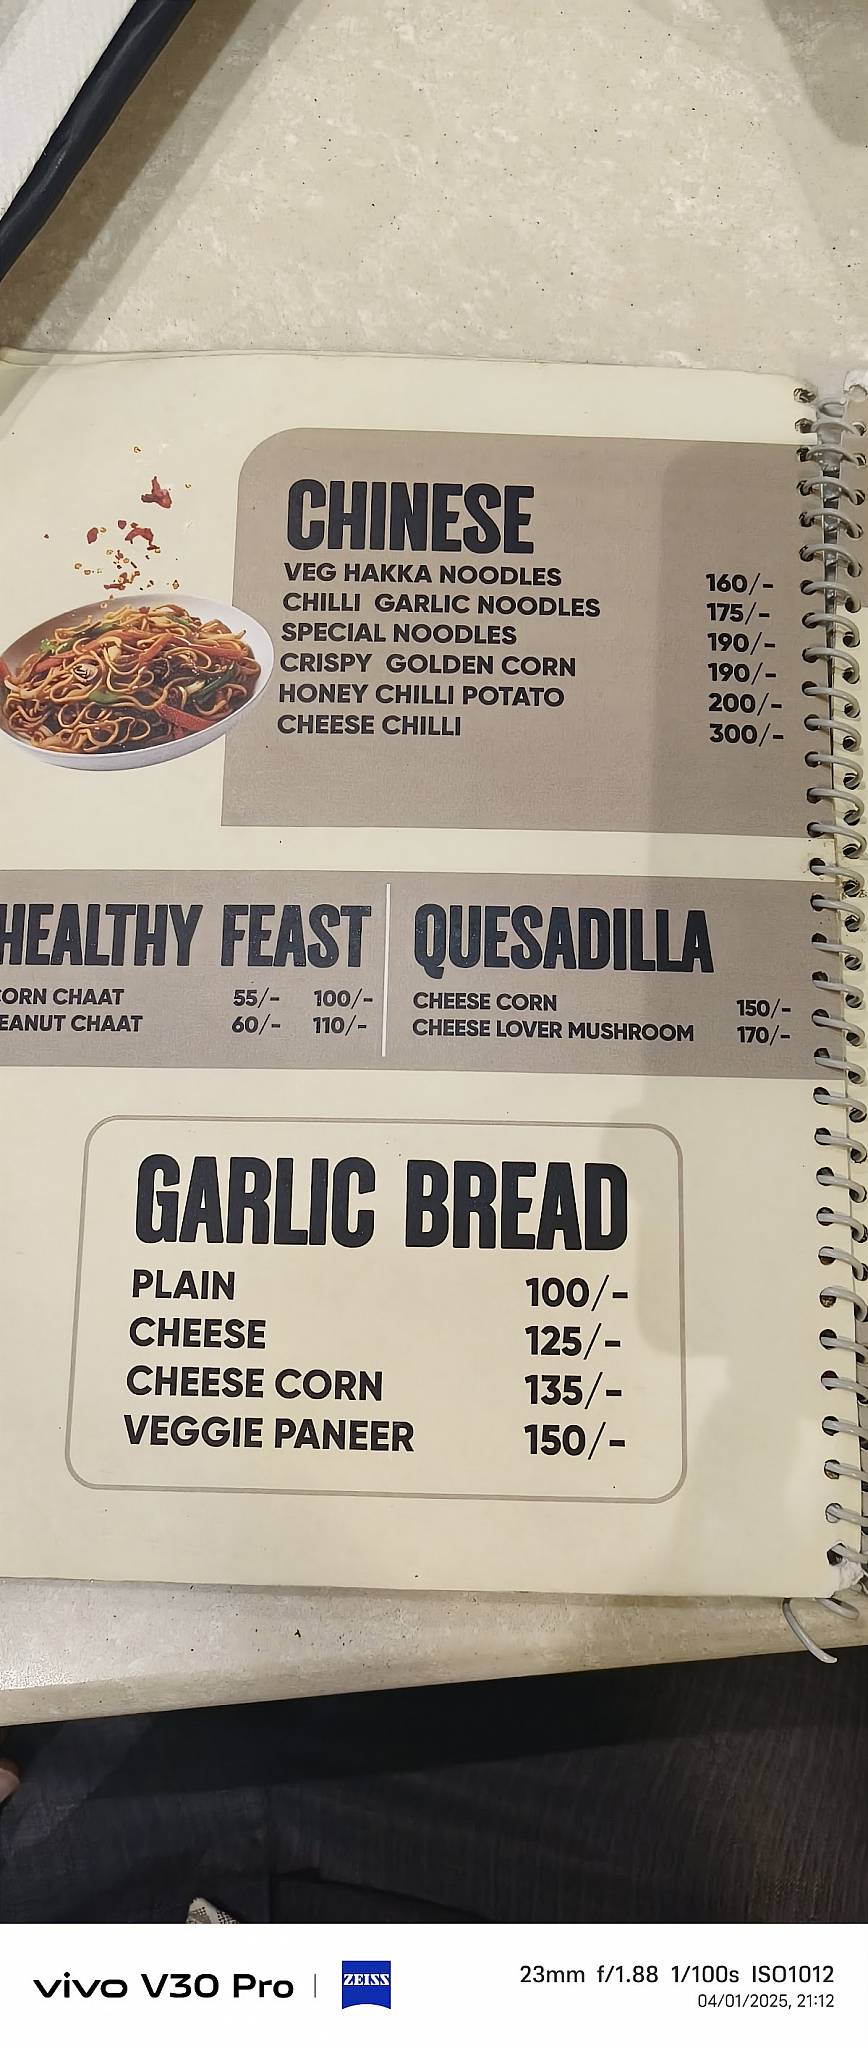 CHINESE
VEG HAKKA NOODLES 160/-
CHILLI GARLIC NOODLES 175/-
SPECIAL NOODLES 190/-
CRISPY GOLDEN CORN 190/-
HONEY CHILLI POTATO 200/-
CHEESE CHILLI 300/-
HEALTHY FEAST
ORN CHAAT 55/- 100/-
EANUT CHAAT 60/- 110/-
QUESADILLA
CHEESE CORN 150/-
CHEESE LOVER MUSHROOM 170/-
GARLIC BREAD
PLAIN 100/-
CHEESE 125/-
CHEESE CORN 135/-
VEGGIE PANEER 150/-
vivo V30 Pro | ZEISS
23mm f/1.88 1/100s ISO1012
04/01/2025, 21:12